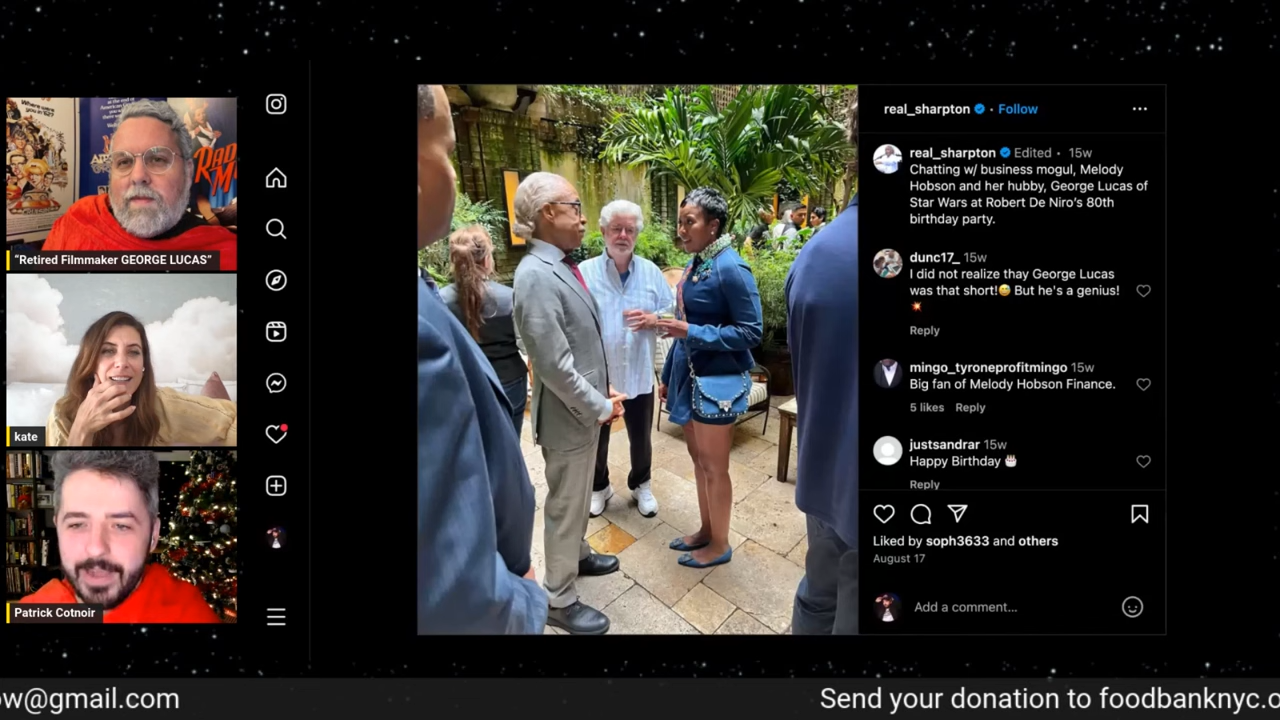 "Retired Filmmaker GEORGE LUCAS"
kate
Patrick Cotnoir
real_sharpton • Follow
real_sharpton Edited • 15w
Chatting w/ business mogul, Melody
Hobson and her hubby, George Lucas of
Star Wars at Robert De Niro's 80th
birthday party.
dunc17_ 15w
I did not realize thay George Lucas
was that short!😅 But he's a genius!
💥
Reply
mingo_tyroneprofitmingo 15w
Big fan of Melody Hobson Finance.
5 likes Reply
justsandrar 15w
Happy Birthday 🎂
Reply
Liked by soph3633 and others
August 17
Add a comment...
ow@gmail.com
Send your donation to foodbanknyc.o